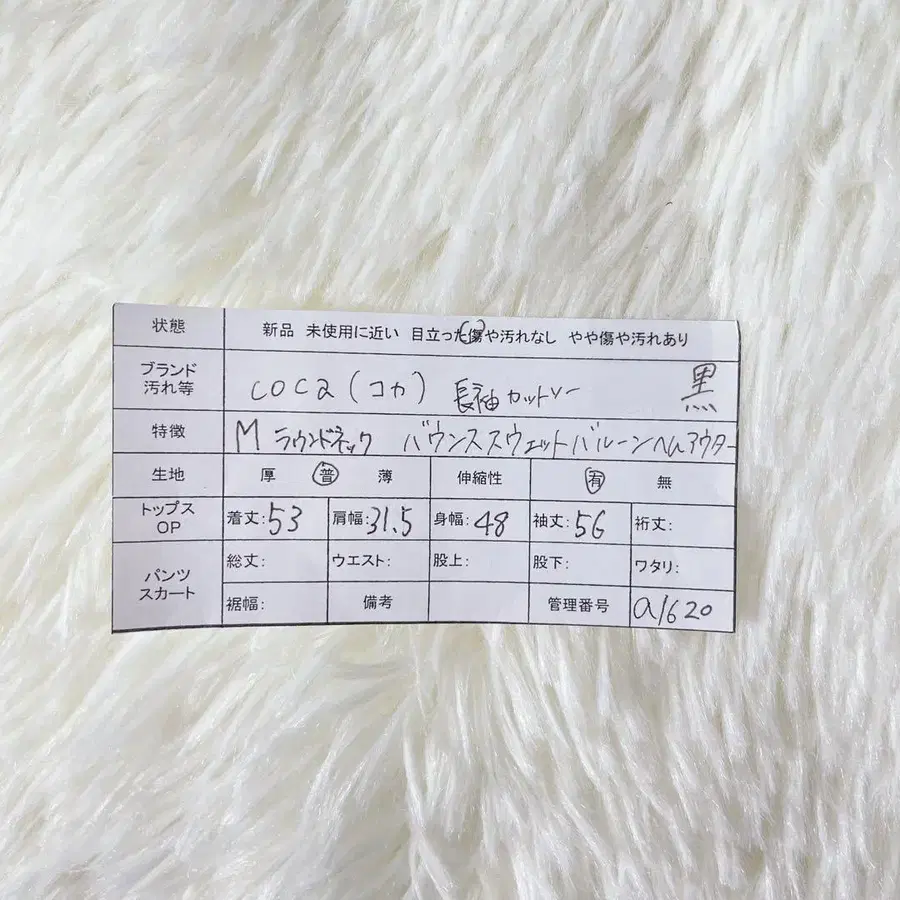 状態 新品 未使用に近い 目立った傷や汚れなし やや傷や汚れあり
ブランド 汚れ等 coca (コカ) 長袖カットソー 黒
特徴 M ラウンドネック バウンススウェットバルーンヘムアウター
生地 厚 普 薄 伸縮性 有 無
トップス OP 着丈:53 肩幅:31.5 身幅:48 袖丈:56 裄丈:
パンツ スカート 総丈: ウエスト: 股上: 股下: ワタリ:
裾幅: 備考 管理番号 a1620